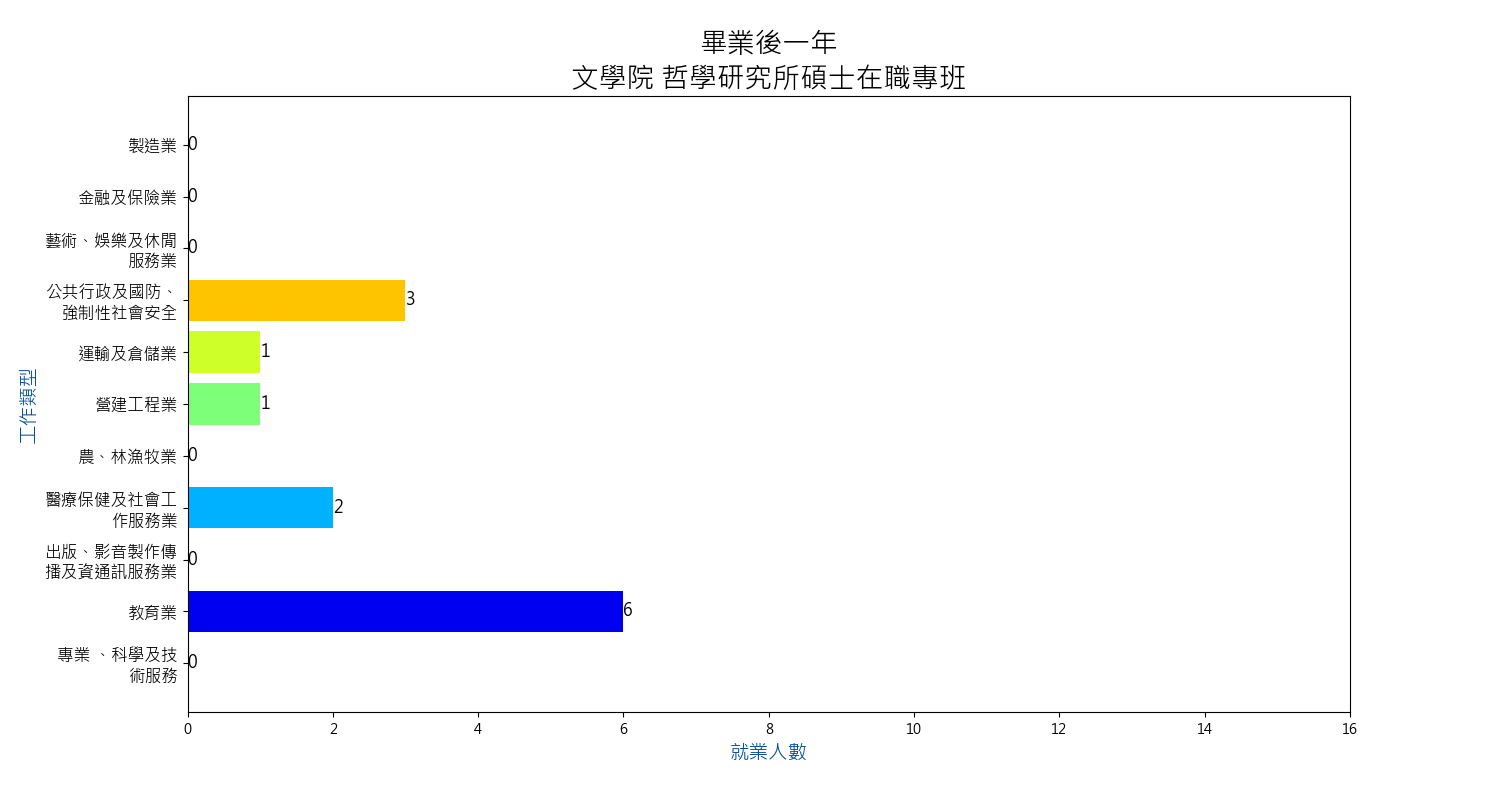 畢業後一年
文學院 哲學研究所碩士在職專班
製造業
0
金融及保險業
0
藝術、娛樂及休閒
服務業
0
公共行政及國防、
強制性社會安全
3
運輸及倉儲業
1
營建工程業
1
農、林漁牧業
0
醫療保健及社會工
作服務業
2
出版、影音製作傳
播及資通訊服務業
0
教育業
6
專業 、科學及技
術服務
0
工作類型
0 2 4 6 8 10 12 14 16
就業人數